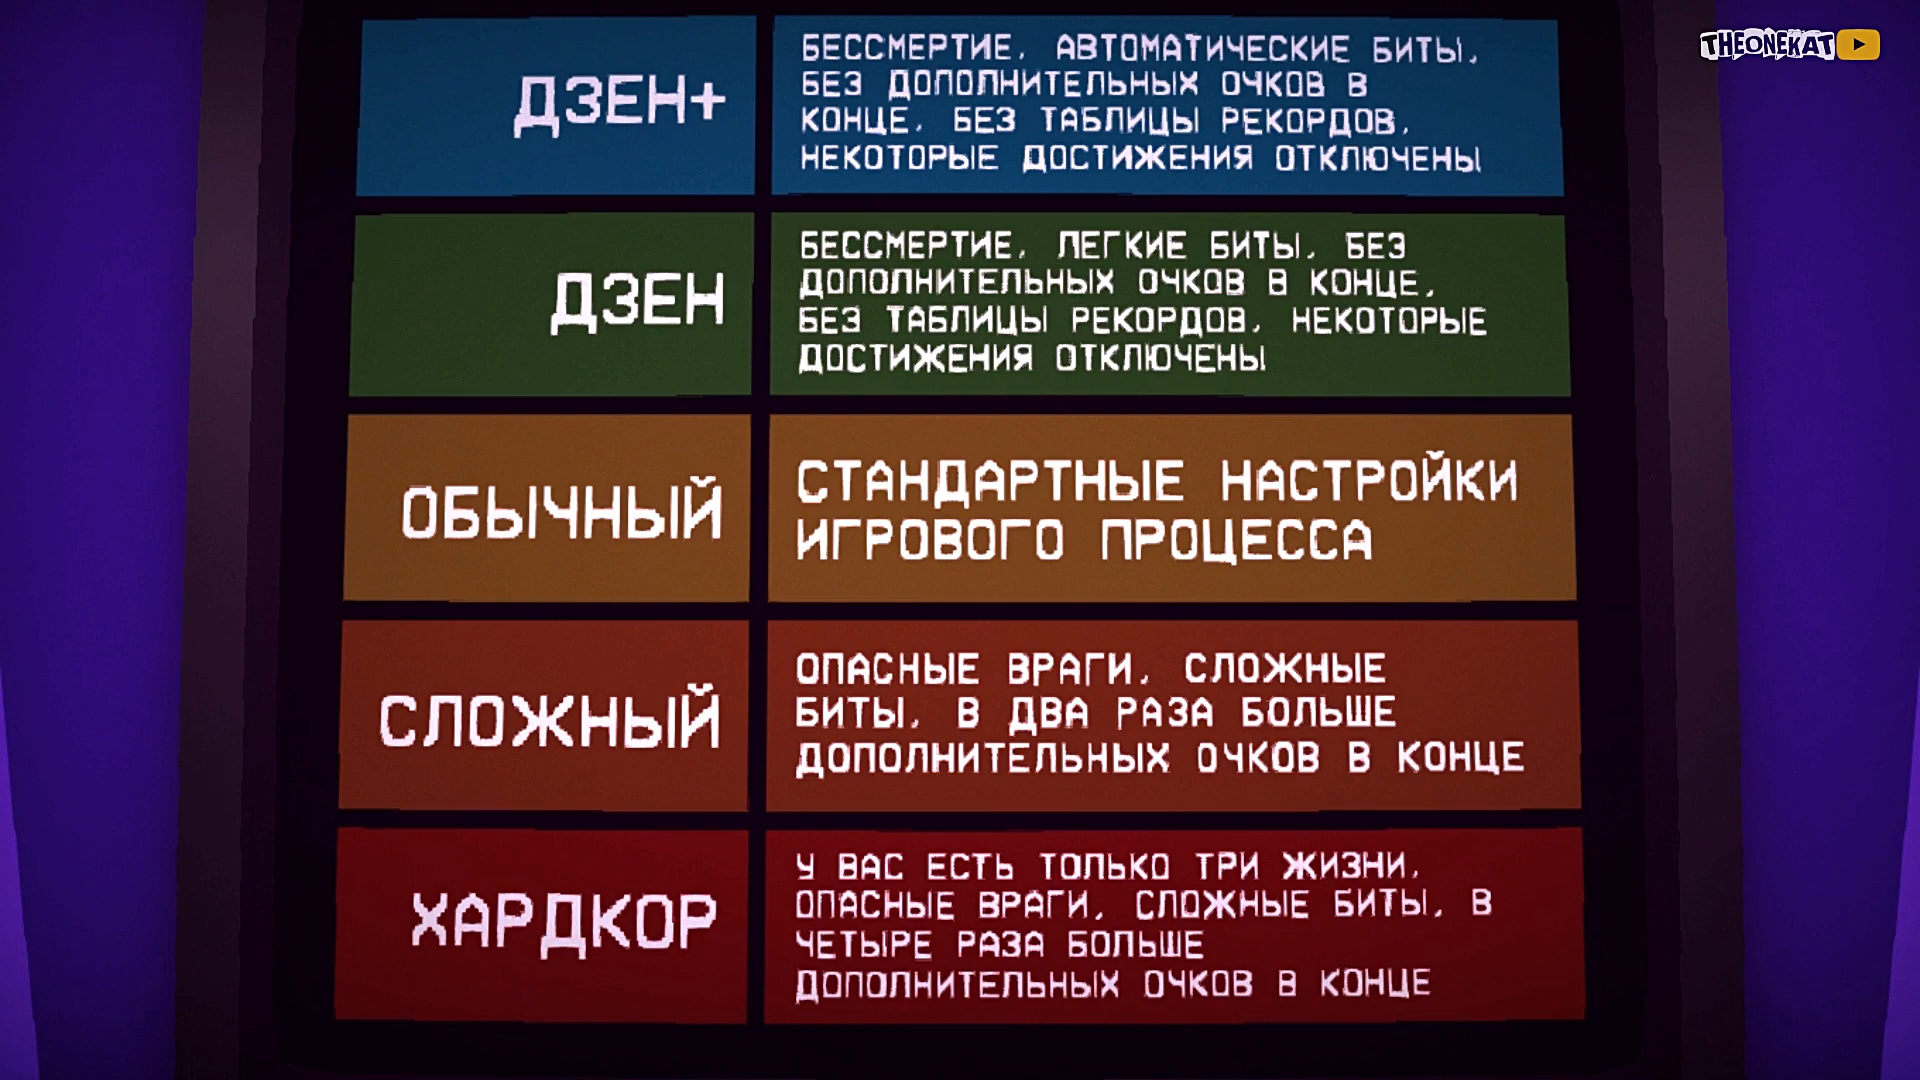 THEONEKAT
ДЗЕН+
БЕССМЕРТИЕ, АВТОМАТИЧЕСКИЕ БИТЫ,
БЕЗ ДОПОЛНИТЕЛЬНЫХ ОЧКОВ В
КОНЦЕ, БЕЗ ТАБЛИЦЫ РЕКОРДОВ,
НЕКОТОРЫЕ ДОСТИЖЕНИЯ ОТКЛЮЧЕНЫ
ДЗЕН
БЕССМЕРТИЕ, ЛЕГКИЕ БИТЫ, БЕЗ
ДОПОЛНИТЕЛЬНЫХ ОЧКОВ В КОНЦЕ,
БЕЗ ТАБЛИЦЫ РЕКОРДОВ, НЕКОТОРЫЕ
ДОСТИЖЕНИЯ ОТКЛЮЧЕНЫ
ОБЫЧНЫЙ
СТАНДАРТНЫЕ НАСТРОЙКИ
ИГРОВОГО ПРОЦЕССА
СЛОЖНЫЙ
ОПАСНЫЕ ВРАГИ, СЛОЖНЫЕ
БИТЫ, В ДВА РАЗА БОЛЬШЕ
ДОПОЛНИТЕЛЬНЫХ ОЧКОВ В КОНЦЕ
ХАРДКОР
У ВАС ЕСТЬ ТОЛЬКО ТРИ ЖИЗНИ,
ОПАСНЫЕ ВРАГИ, СЛОЖНЫЕ БИТЫ, В
ЧЕТЫРЕ РАЗА БОЛЬШЕ
ДОПОЛНИТЕЛЬНЫХ ОЧКОВ В КОНЦЕ